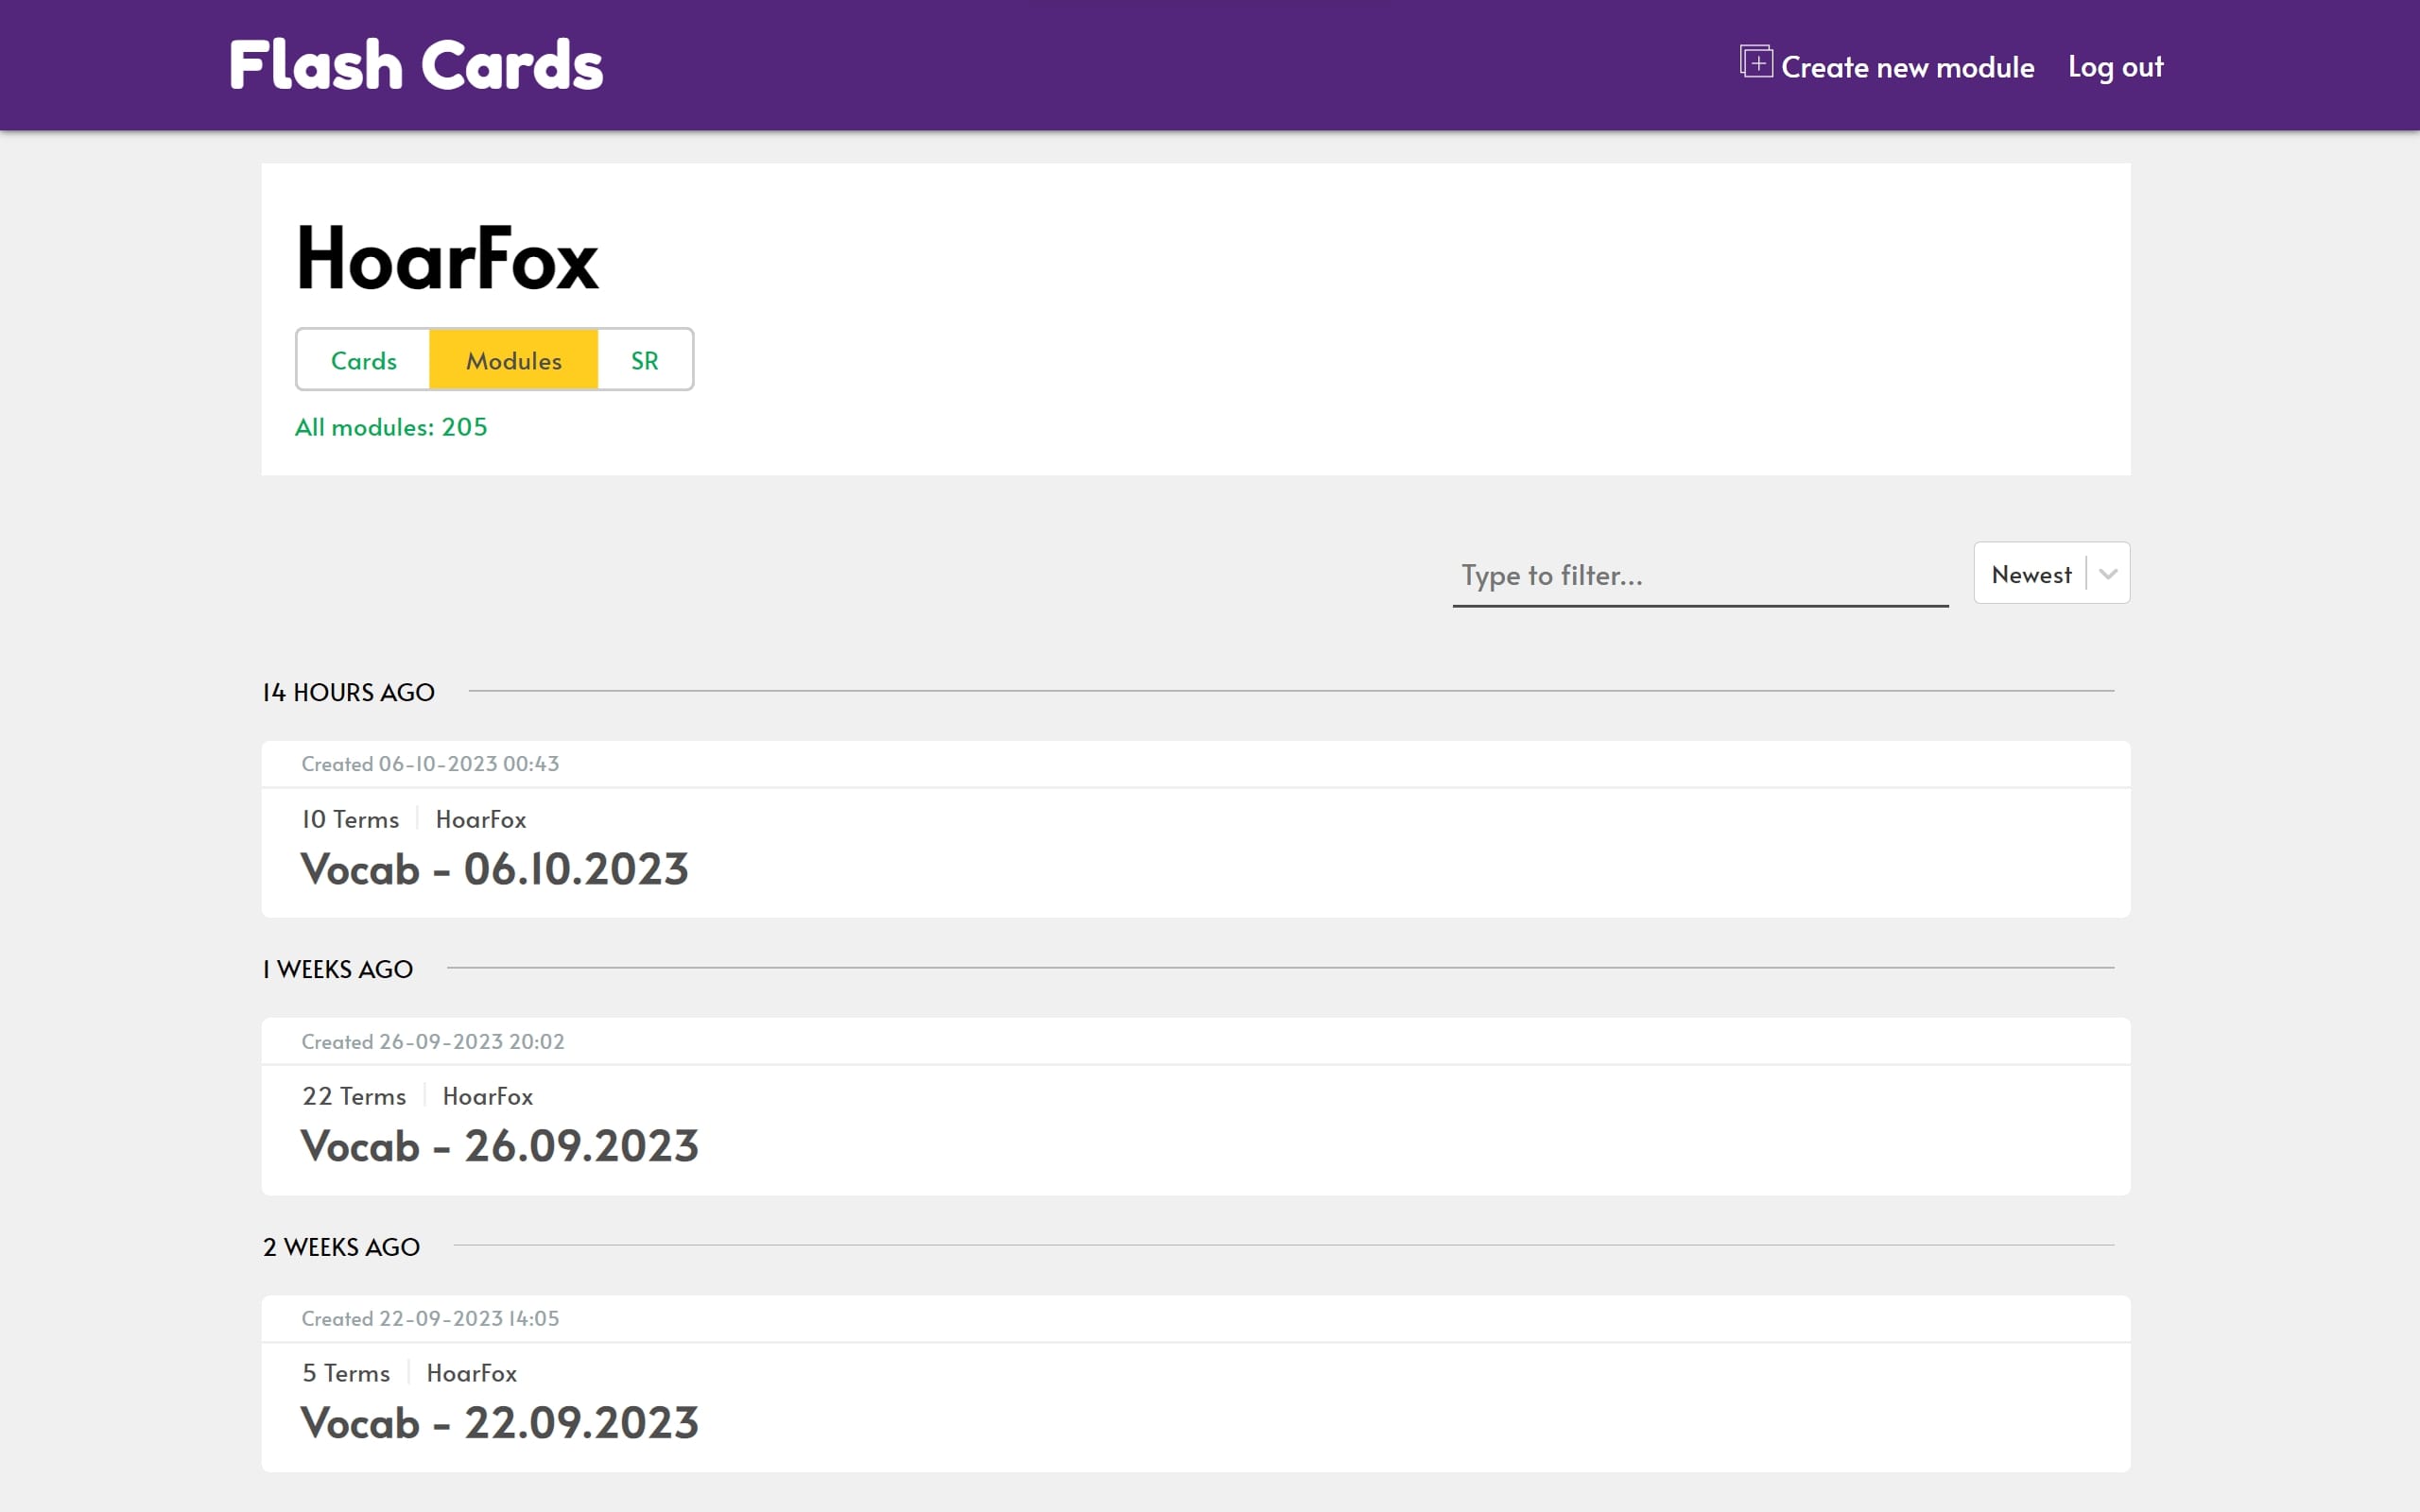 Flash Cards
Create new module Log out
HoarFox
Cards Modules SR
All modules: 205
Type to filter...
Newest
14 HOURS AGO
Created 06-10-2023 00:43
10 Terms HoarFox
Vocab - 06.10.2023
1 WEEKS AGO
Created 26-09-2023 20:02
22 Terms HoarFox
Vocab - 26.09.2023
2 WEEKS AGO
Created 22-09-2023 14:05
5 Terms HoarFox
Vocab - 22.09.2023